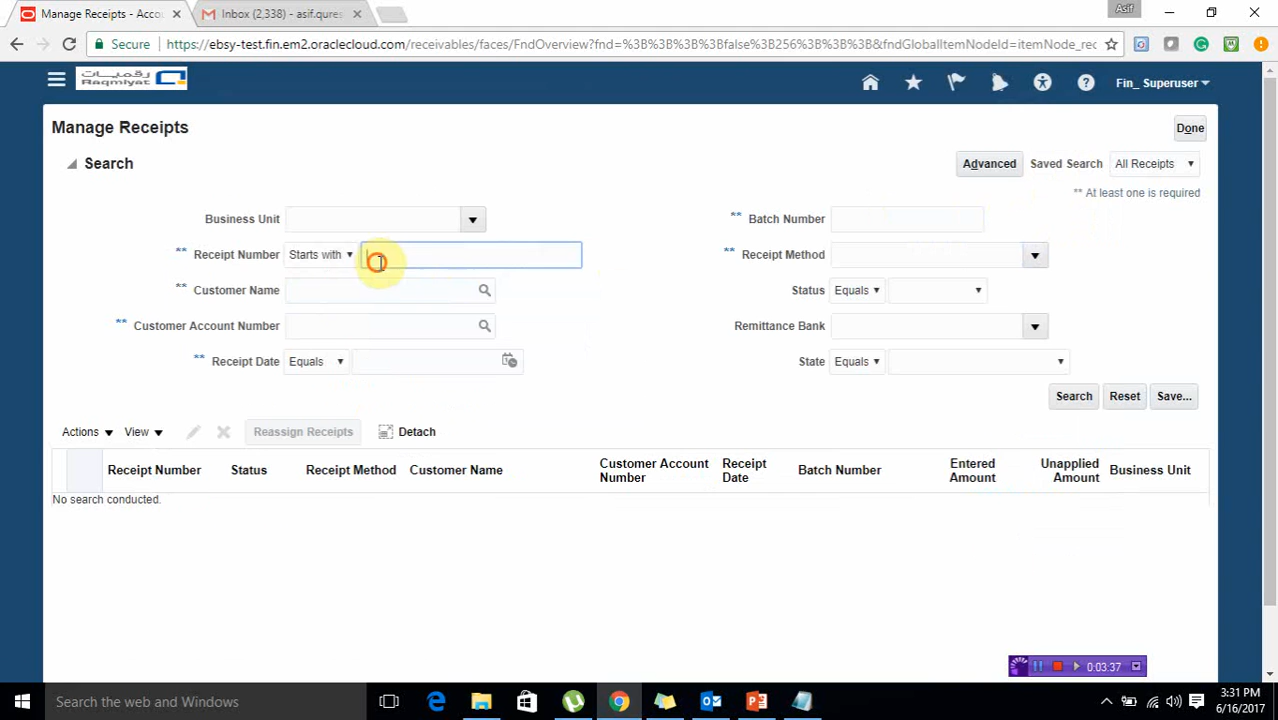 Manage Receipts - Acco
Inbox (2,338) - asif.qures
Asif
Secure
https://ebsy-test.fin.em2.oraclecloud.com/receivables/faces/FndOverview?fnd=%3B%3B%3Bfalse%3B256%3B%3B%3B&fndGlobalItemNodeId=itemNode_rec
رقميات
Raqmiyat
Fin_ Superuser
Manage Receipts
Done
Search
Advanced
Saved Search
All Receipts
** At least one is required
Business Unit
** Batch Number
** Receipt Number
Starts with
** Receipt Method
** Customer Name
Status
Equals
** Customer Account Number
Remittance Bank
** Receipt Date
Equals
State
Equals
Search
Reset
Save...
Actions
View
Reassign Receipts
Detach
Receipt Number
Status
Receipt Method
Customer Name
Customer Account Number
Receipt Date
Batch Number
Entered Amount
Unapplied Amount
Business Unit
No search conducted.
0:03:37
Search the web and Windows
3:31 PM
6/16/2017